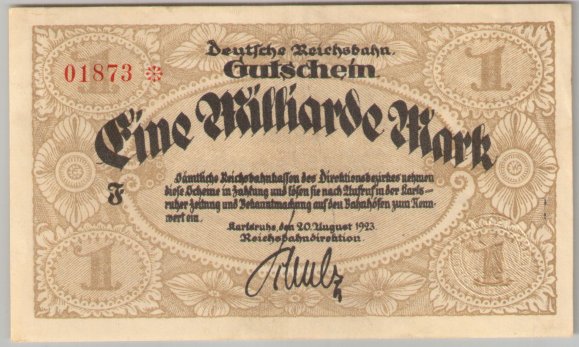 Deutsche Reichsbahn.
01873 *
Gutschein
Eine Milliarde Mark
Sämtliche Reichsbahnkassen des Direktionsbezirkes nehmen
diese Scheine in Zahlung und lösen sie nach Aufruf in der Karls-
ruher Zeitung und Bekanntmachung auf den Bahnhöfen zum Nenn-
wert ein.
F
Karlsruhe, den 20. August 1923.
Reichsbahndirektion.
Schulz
1
1
1
1